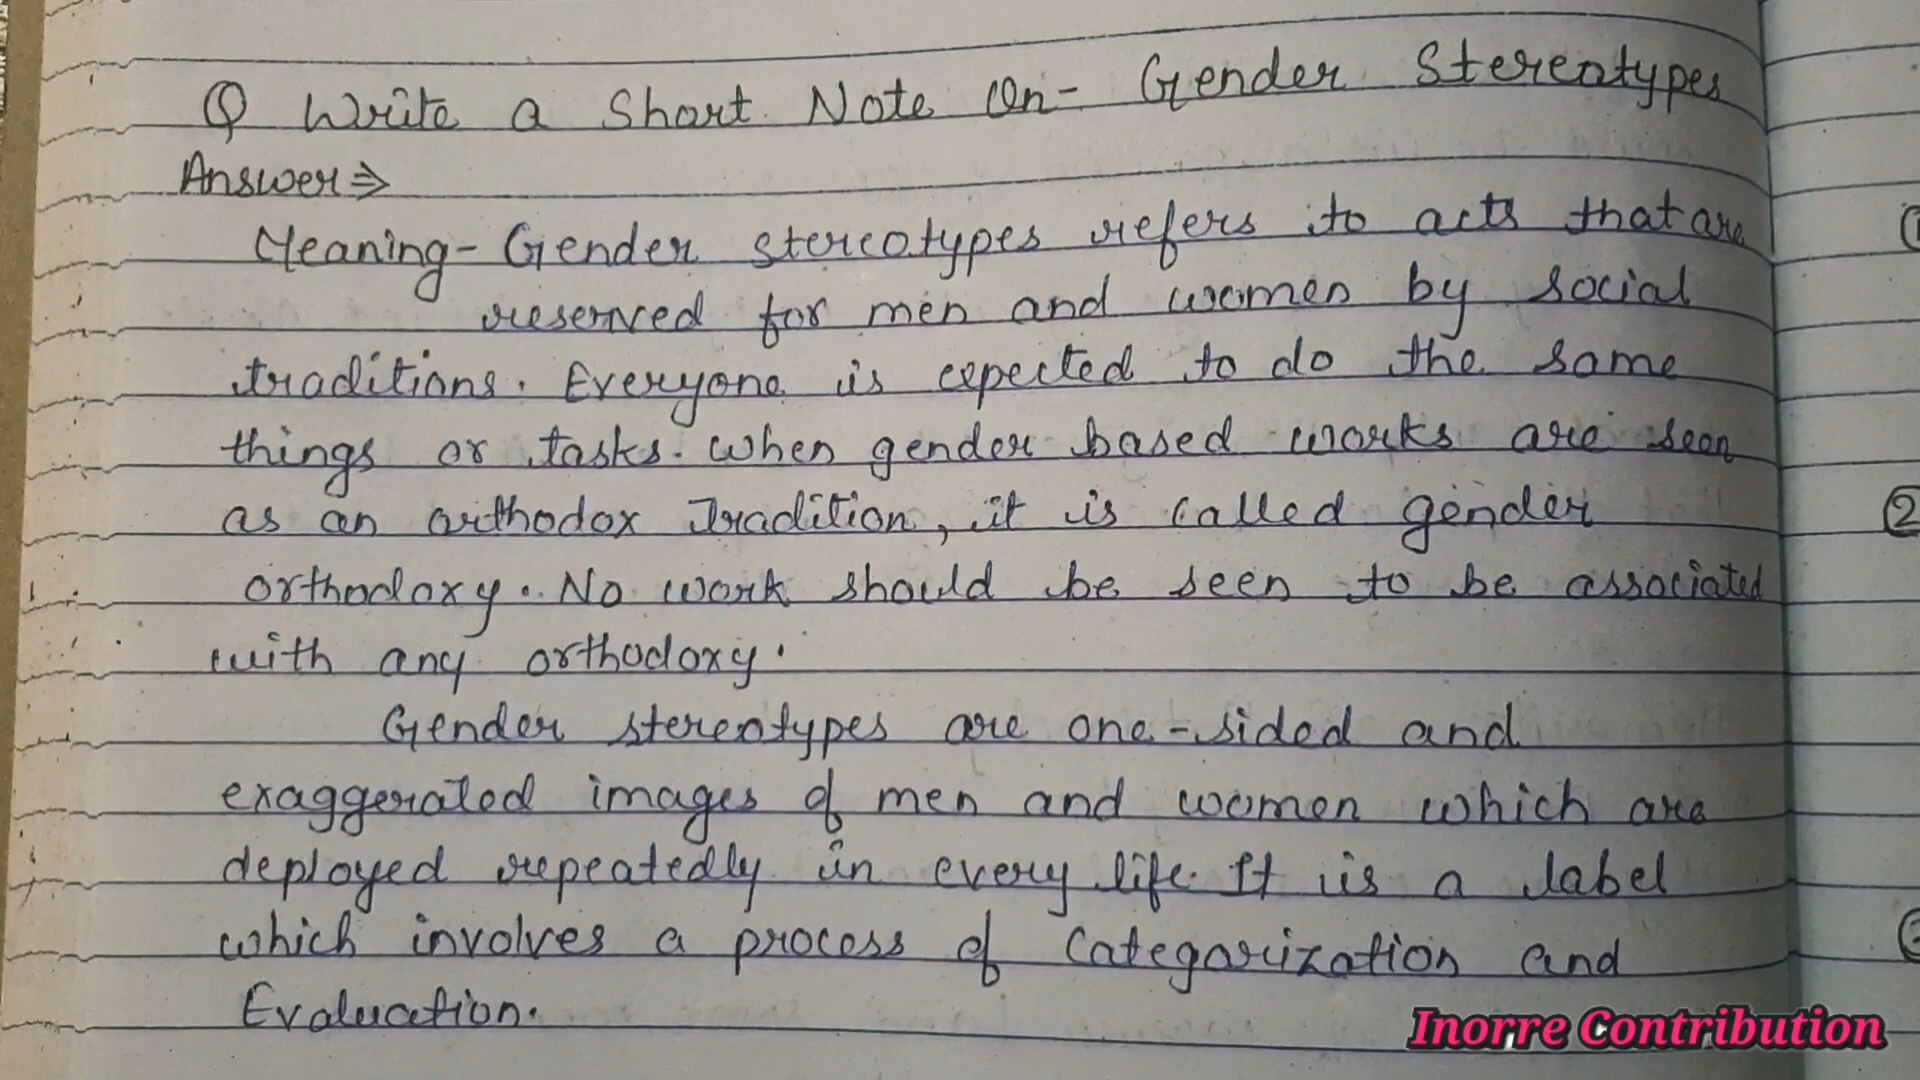 Q Write a Short Note On- Gender Stereotypes
Answer⇒
Meaning- Gender stereotypes refers to acts that are
reserved for men and women by social
traditions. Everyone is expected to do the same
things or tasks. When gender based works are seen
as an orthodox Tradition, it is called gender
orthodoxy. No work should be seen to be associated
with any orthodoxy.
Gender stereotypes are one-sided and
exaggerated images of men and women which are
deployed repeatedly in every life. It is a label
which involves a process of Categorization and
Evaluation.
2
Inorre Contribution